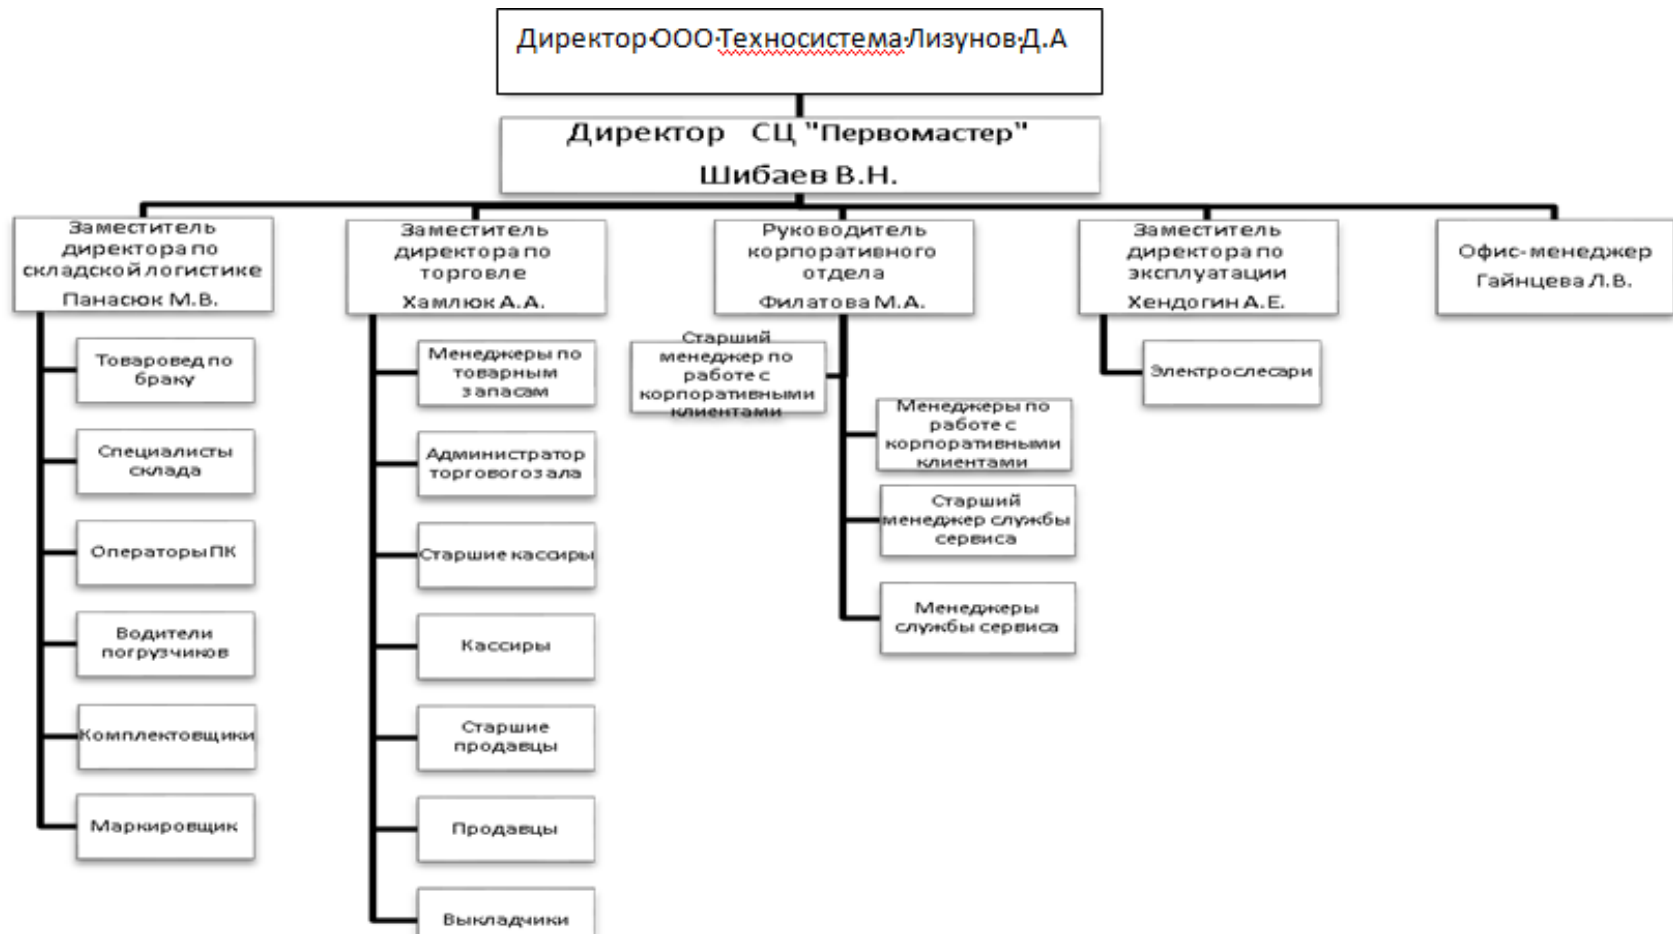 Директор ООО Техносистема Лизунов Д.А
Директор СЦ "Первомастер"
Шибаев В.Н.
Заместитель
директора по
складской логистике
Панасюк М.В.
Товаровед по
браку
Специалисты
склада
Операторы ПК
Водители
погрузчиков
Комплектовщики
Маркировщик
Заместитель
директора по
торговле
Хамлюк А.А.
Менеджеры по
товарным
запасам
Администратор
торгового зала
Старшие кассиры
Кассиры
Старшие
продавцы
Продавцы
Выкладчики
Руководитель
корпоративного
отдела
Филатова М.А.
Старший
менеджер по
работе с
корпоративными
клиентами
Менеджеры по
работе с
корпоративными
клиентами
Старший
менеджер службы
сервиса
Менеджеры
службы сервиса
Заместитель
директора по
эксплуатации
Хендогин А.Е.
Электрослесари
Офис-менеджер
Гайнцева Л.В.